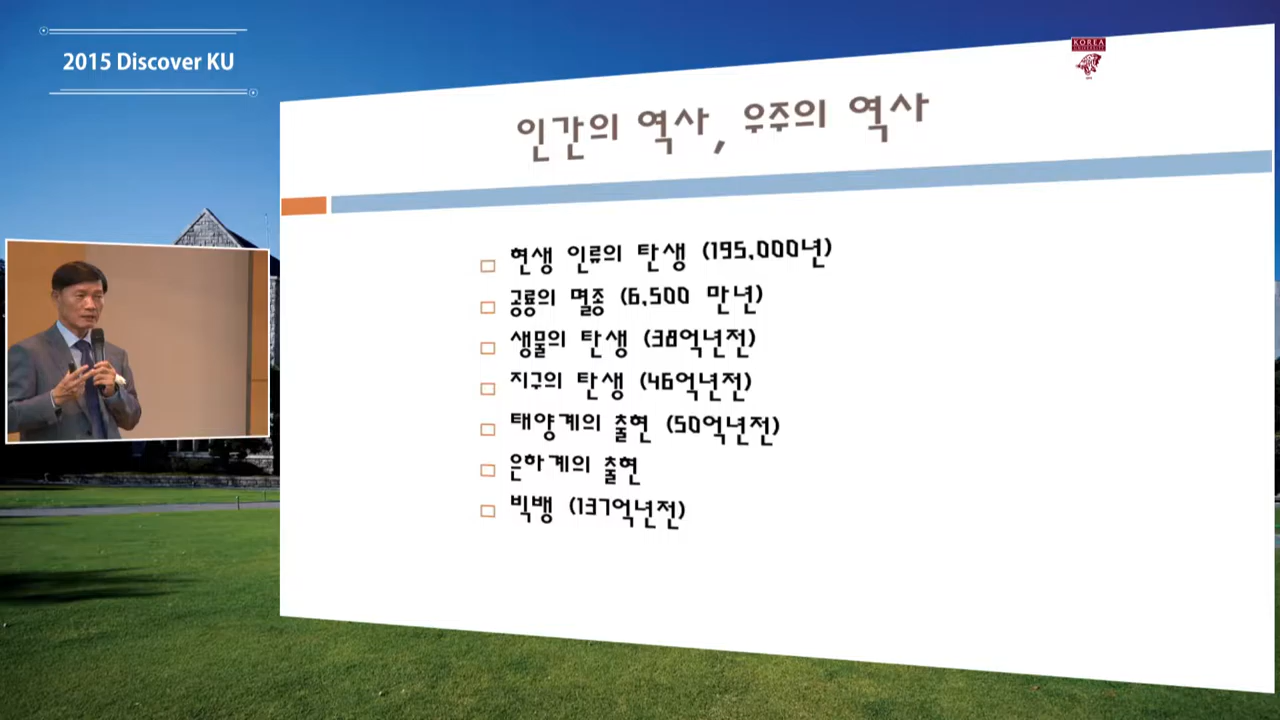 2015 Discover KU
KOREA
UNIVERSITY
인간의 역사, 우주의 역사
현생 인류의 탄생 (195,000년)
공룡의 멸종 (6,500 만년)
생물의 탄생 (38억년전)
지구의 탄생 (46억년전)
태양계의 출현 (50억년전)
은하계의 출현
빅뱅 (137억년전)